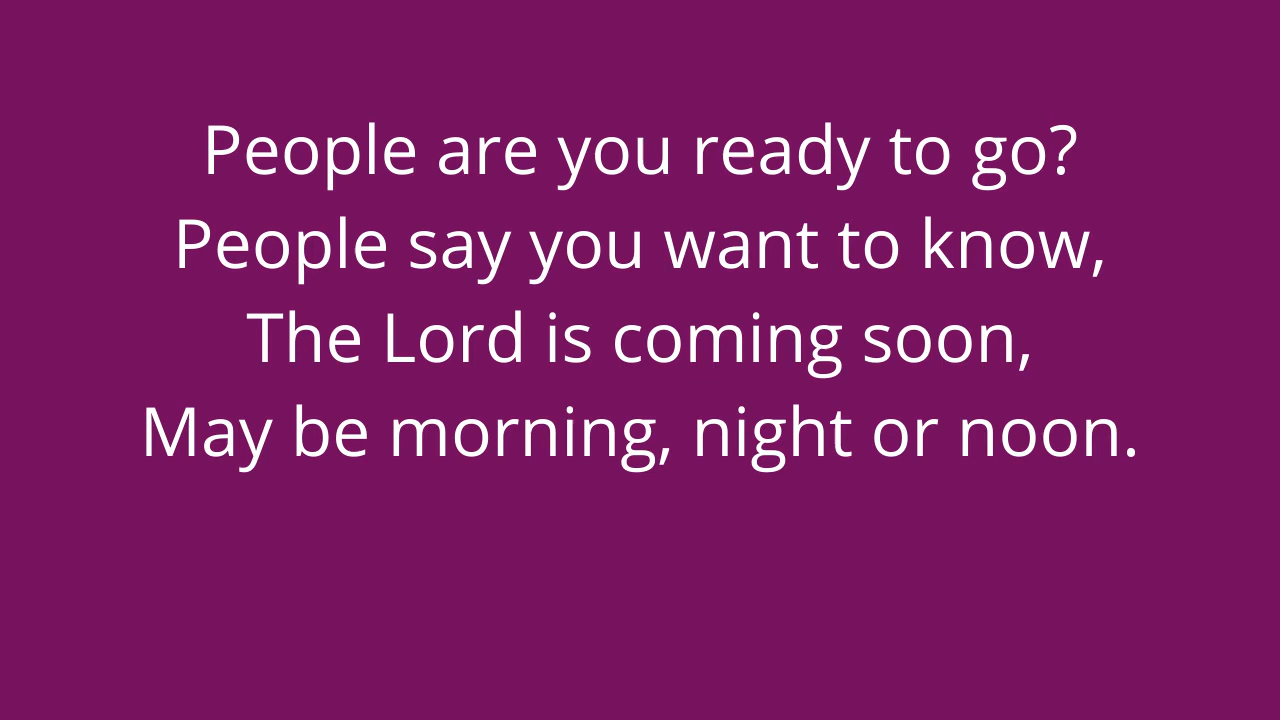 People are you ready to go?
People say you want to know,
The Lord is coming soon,
May be morning, night or noon.